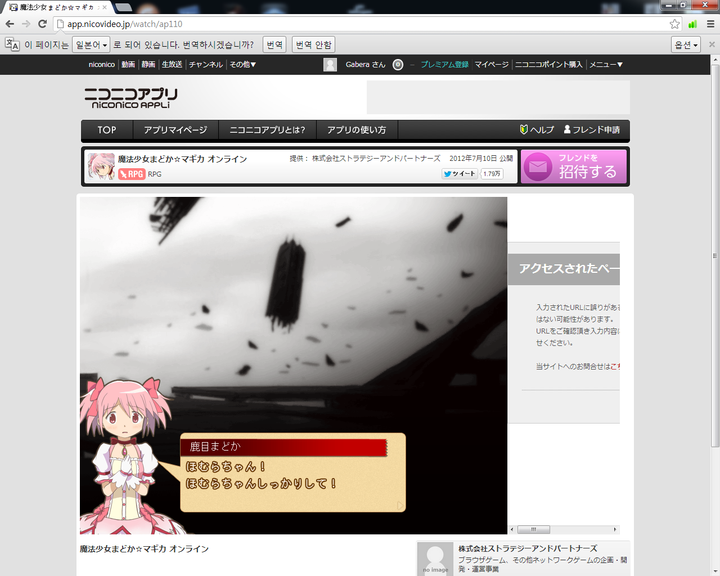 魔法少女まどか☆マギカ
app.nicovideo.jp/watch/ap110
이 페이지는 일본어 로 되어 있습니다. 번역하시겠습니까? 번역 번역 안함 옵션
niconico 動画 静画 生放送 チャンネル その他▼ Gabera さん プレミアム登録 マイページ ニコニコポイント購入 メニュー▼
ニコニコアプリ
NICONICO APPLI
TOP アプリマイページ ニコニコアプリとは? アプリの使い方 ヘルプ フレンド申請
魔法少女まどか☆マギカ オンライン 提供: 株式会社ストラテジーアンドパートナーズ 2012年7月10日 公開
RPG RPG ツイート 1.79万
フレンドを
招待する
アクセスされたペー
入力されたURLに誤りがある
はない可能性があります。
URLをご確認頂き入力内容に
せください。
当サイトへのお問合せはこち
鹿目まどか
ほむらちゃん！
ほむらちゃんしっかりして！
魔法少女まどか☆マギカ オンライン
no image
株式会社ストラテジーアンドパートナーズ
ブラウザゲーム、その他ネットワークゲームの企画・開
発・運営事業